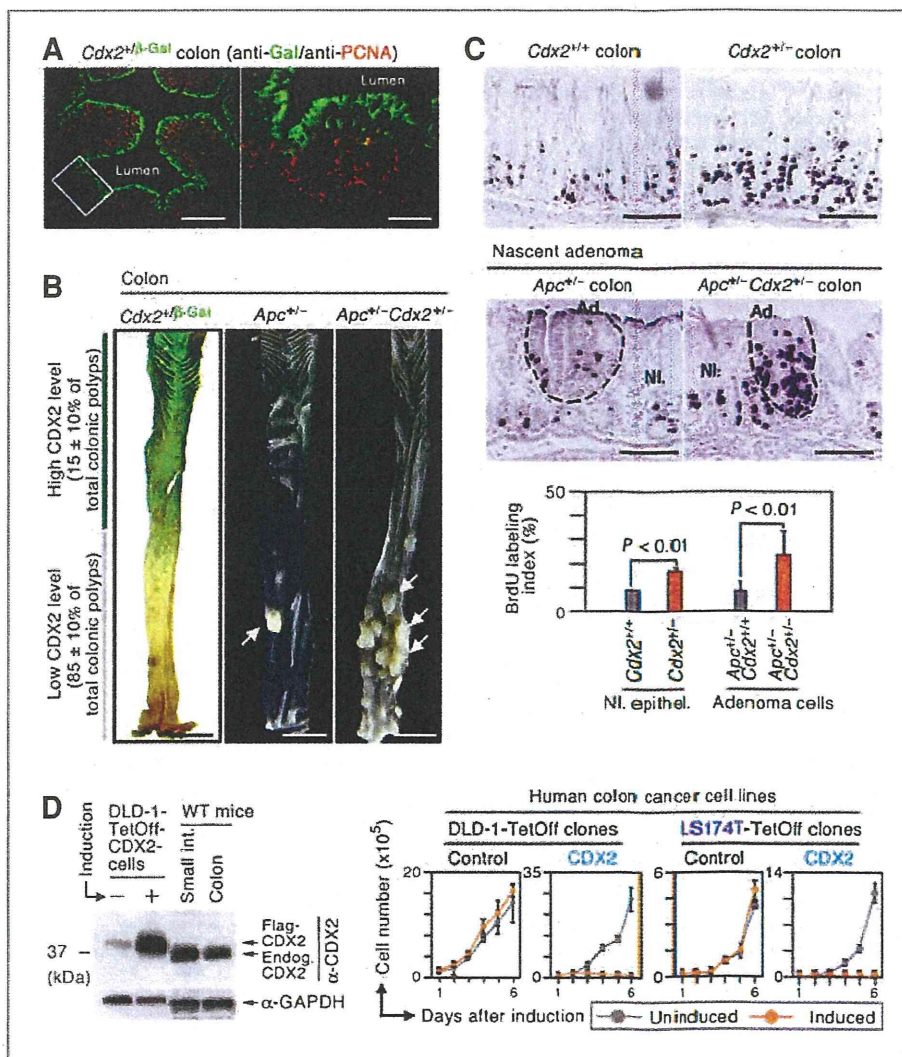 A
Cdx2+/β-Gal colon (anti-Gal/anti-PCNA)
Lumen
Lumen
B
Colon
Cdx2+/β-Gal
Apc+/−
Apc+/−Cdx2+/−
High CDX2 level
(15 ± 10% of
total colonic polyps)
Low CDX2 level
(85 ± 10% of
total colonic polyps)
C
Cdx2+/+ colon
Cdx2+/− colon
Nascent adenoma
Apc+/− colon
Apc+/−Cdx2+/− colon
Ad.
Nl.
Ad.
Nl.
BrdU labeling
index (%)
50
0
P < 0.01
P < 0.01
Cdx2+/+
Cdx2+/−
Apc+/−
Cdx2+/+
Apc+/−
Cdx2+/−
Nl. epithel.
Adenoma cells
D
Induction
DLD-1-
TetOff-
CDX2-
cells
WT mice
Small int.
Colon
− +
37 −
(kDa)
Flag-
CDX2
Endog.
CDX2
α-CDX2
α-GAPDH
Human colon cancer cell lines
DLD-1-TetOff clones
LS174T-TetOff clones
Control
CDX2
Control
CDX2
Cell number (x10⁵)
20
0
35
0
6
0
14
0
1 6
1 6
1 6
1 6
Days after induction
Uninduced
Induced